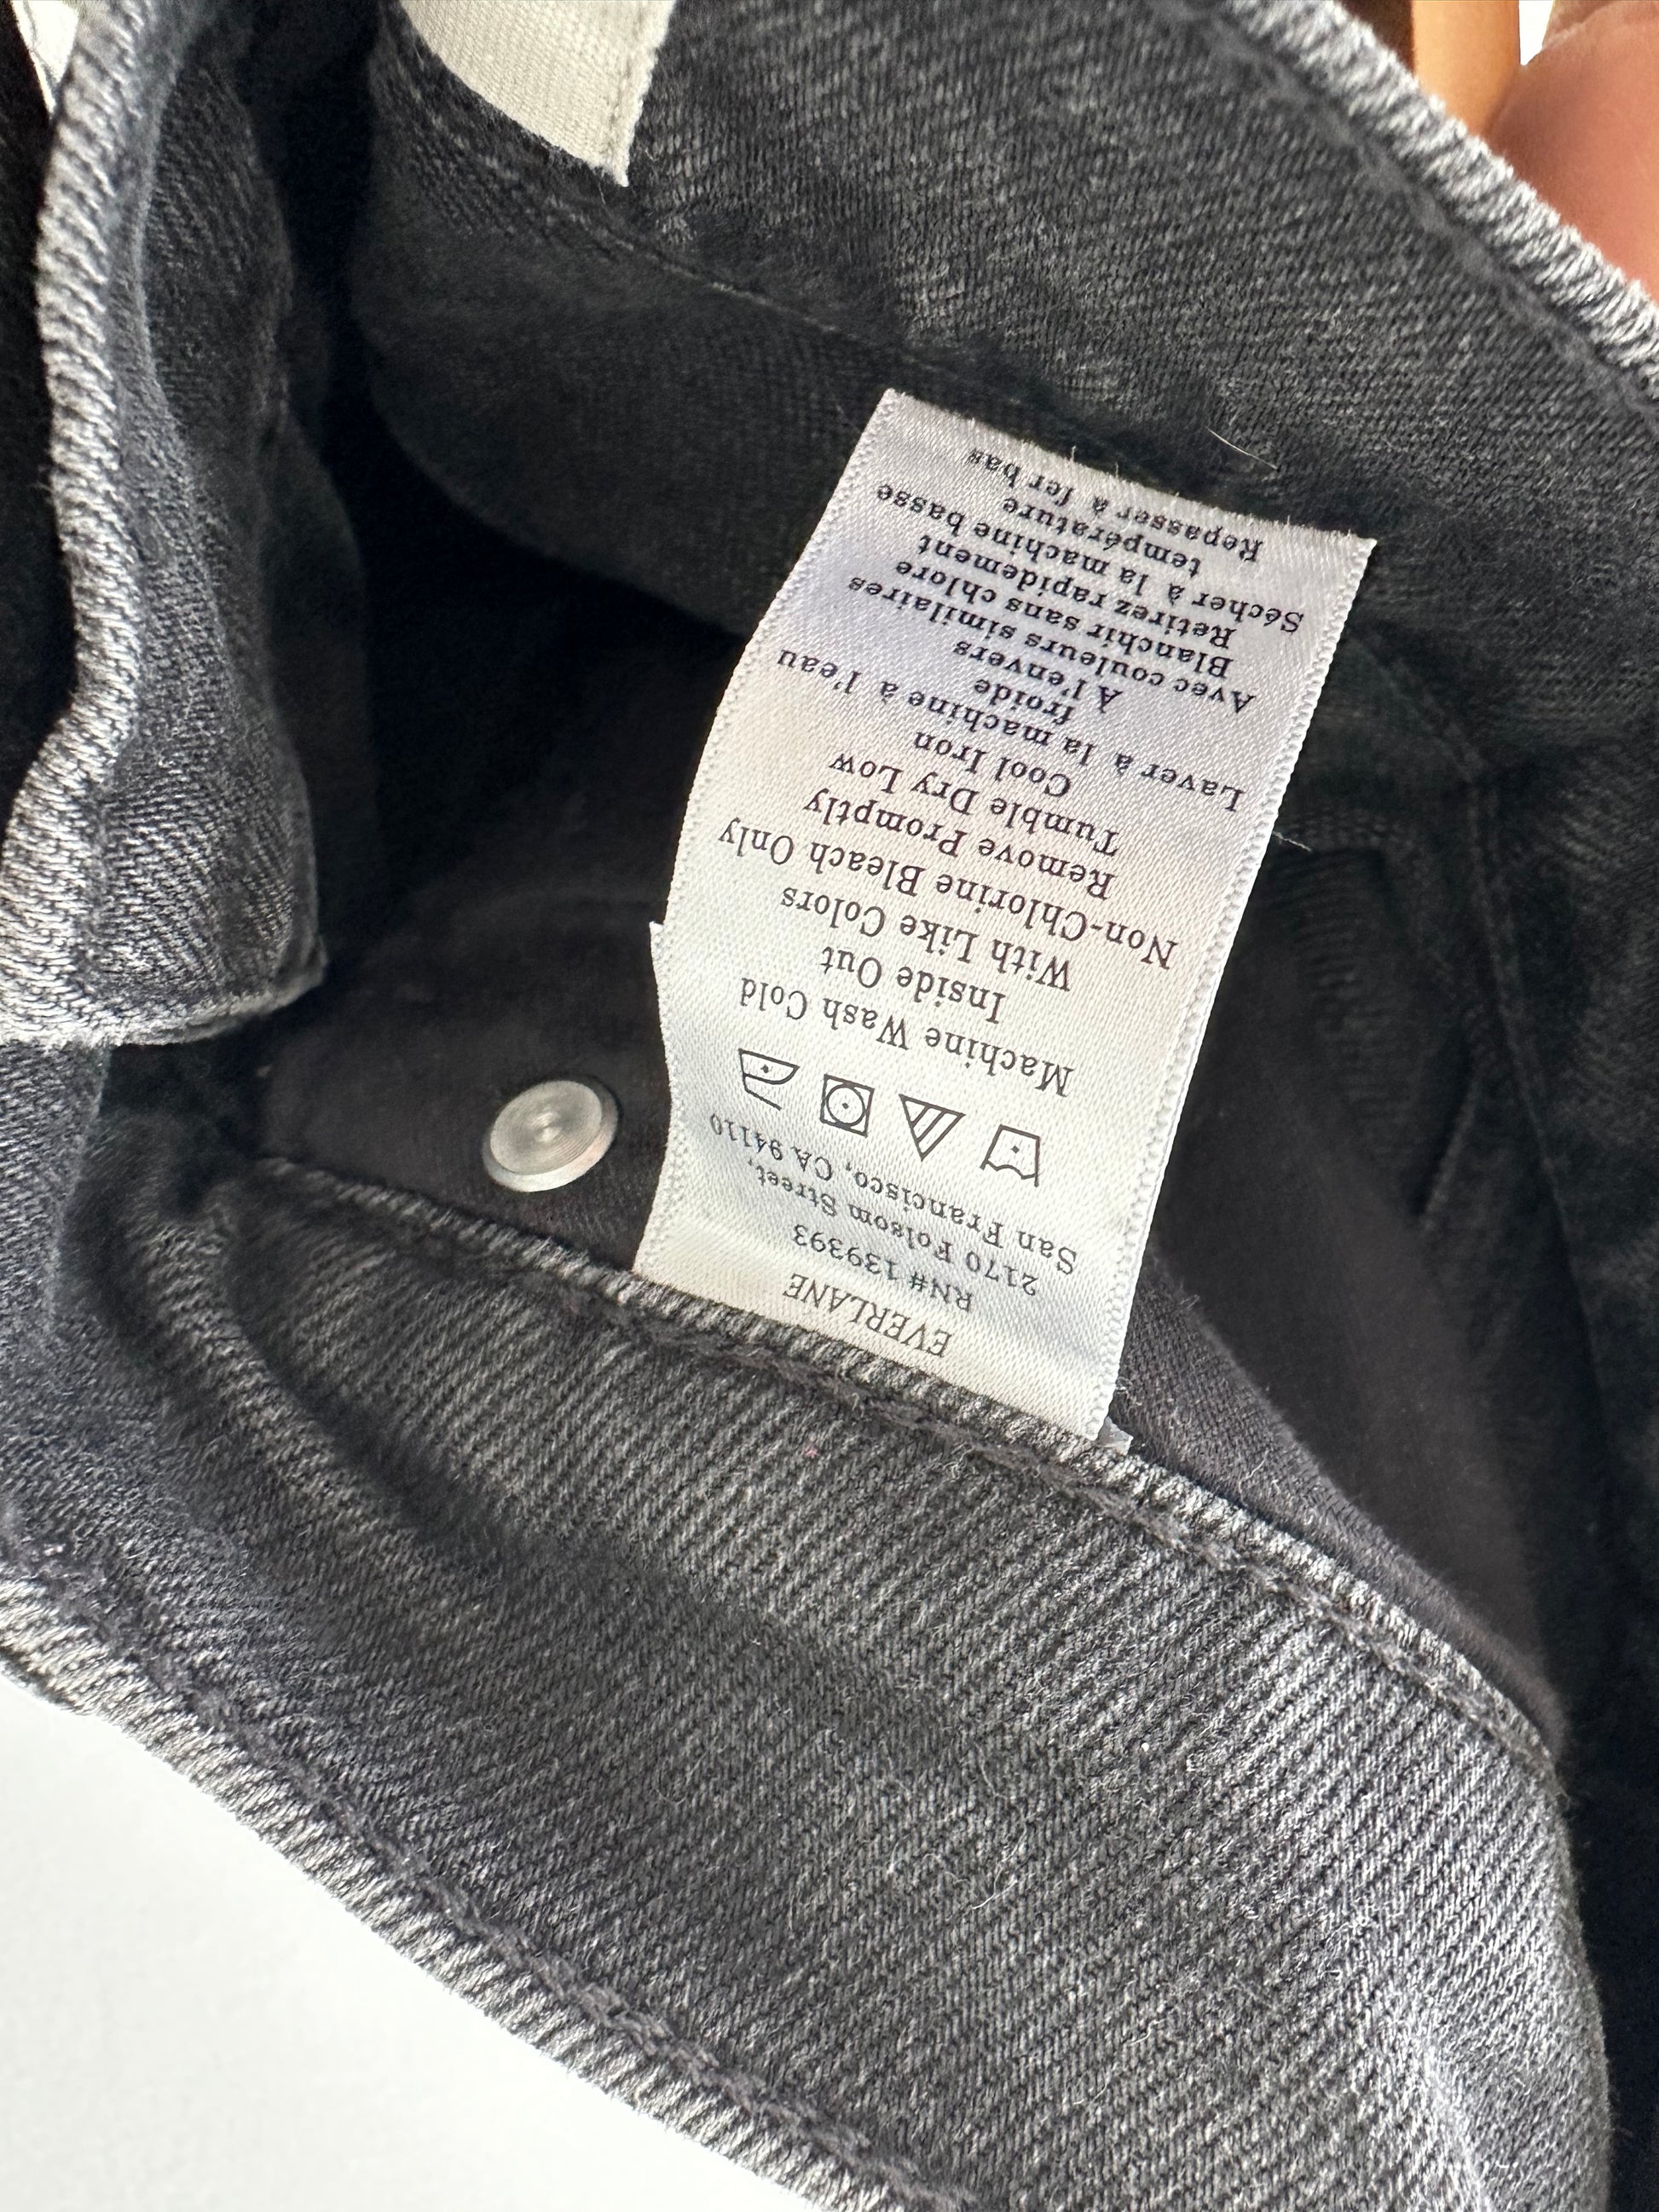 EVERLANE
RN# 139393
2170 Folsom Street,
San Francisco, CA 94110
Machine Wash Cold
Inside Out
With Like Colors
Non-Chlorine Bleach Only
Remove Promptly
Tumble Dry Low
Cool Iron
Laver à la machine à l'eau
froide
A l'envers
Avec couleurs similaires
Blanchir sans chlore
Retirez rapidement
Sécher à la machine basse
température
Repasser à fer bas